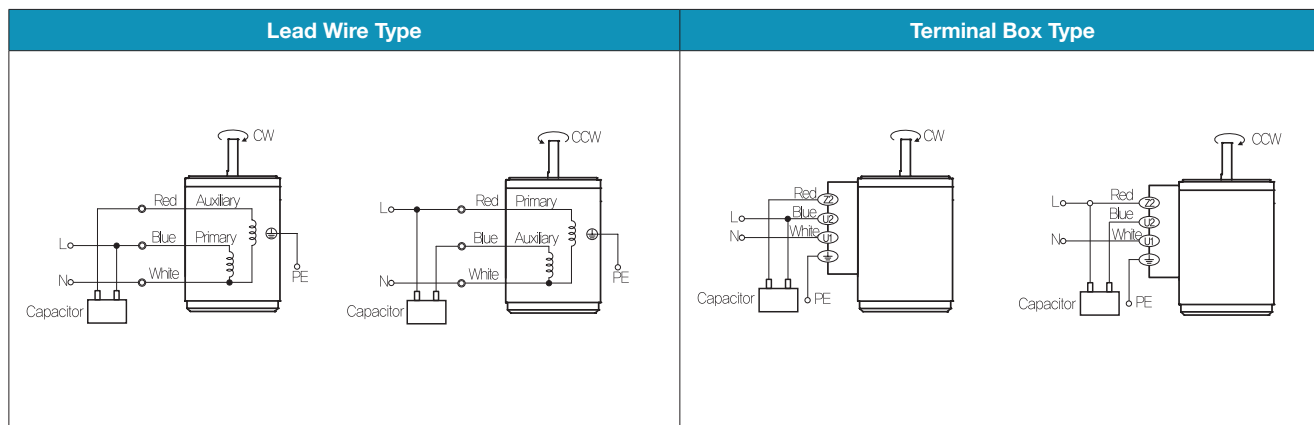 Lead Wire Type
Terminal Box Type
CW
Red Auxiliary
L Blue Primary
N White
PE
Capacitor
CCW
L Red Primary
Blue Auxiliary
N White
PE
Capacitor
CW
Red Z2
L Blue U2
N White U1
PE
Capacitor
CCW
L Red Z2
Blue U2
N White U1
PE
Capacitor